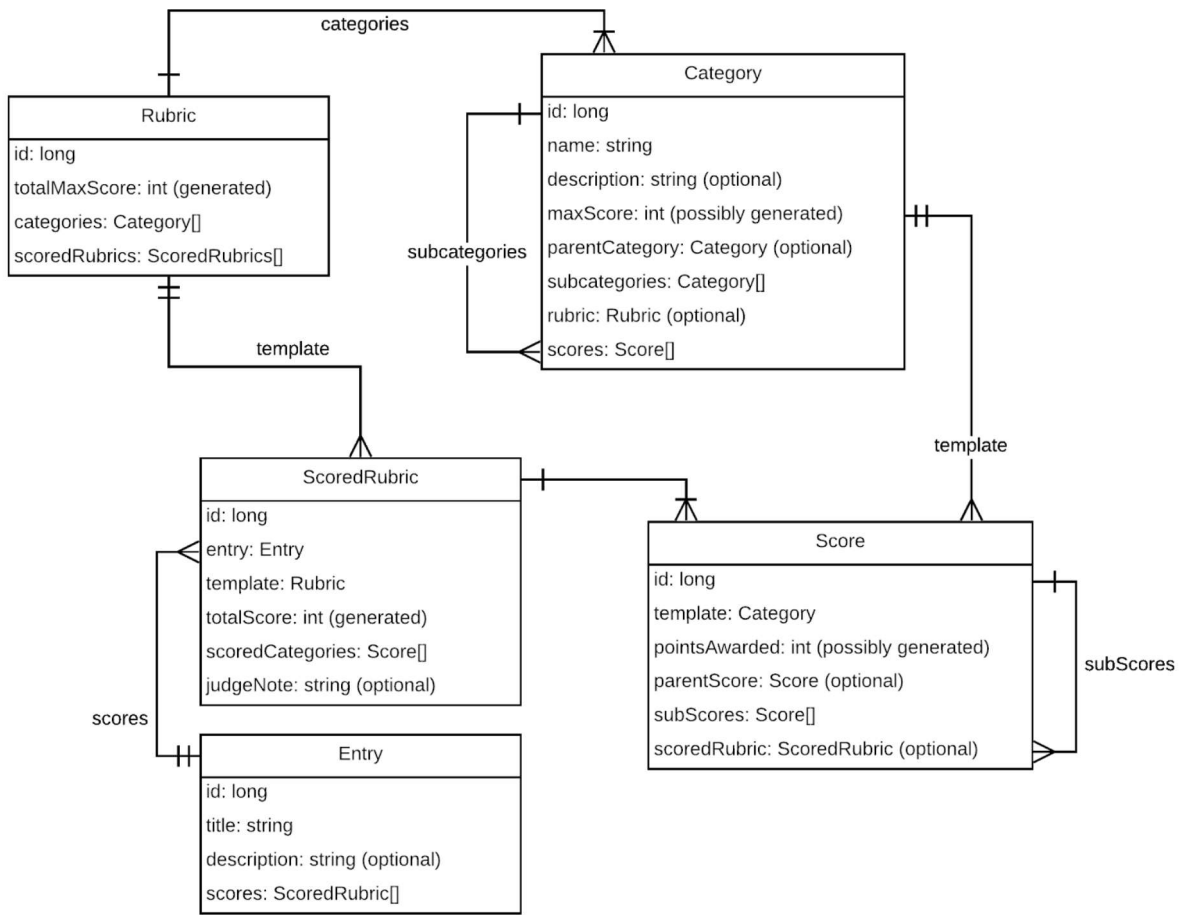 categories
Category
id: long
name: string
description: string (optional)
maxScore: int (possibly generated)
parentCategory: Category (optional)
subcategories: Category[]
rubric: Rubric (optional)
scores: Score[]
Rubric
id: long
totalMaxScore: int (generated)
categories: Category[]
scoredRubrics: ScoredRubrics[]
subcategories
template
template
ScoredRubric
id: long
entry: Entry
template: Rubric
totalScore: int (generated)
scoredCategories: Score[]
judgeNote: string (optional)
Score
id: long
template: Category
pointsAwarded: int (possibly generated)
parentScore: Score (optional)
subScores: Score[]
scoredRubric: ScoredRubric (optional)
subScores
scores
Entry
id: long
title: string
description: string (optional)
scores: ScoredRubric[]